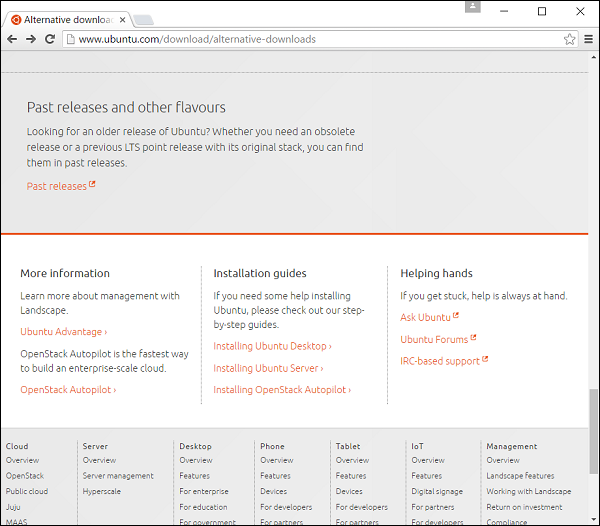 Alternative download
www.ubuntu.com/download/alternative-downloads
Past releases and other flavours
Looking for an older release of Ubuntu? Whether you need an obsolete
release or a previous LTS point release with its original stack, you can find
them in past releases.
Past releases
More information
Learn more about management with
Landscape.
Ubuntu Advantage ›
OpenStack Autopilot is the fastest way
to build an enterprise-scale cloud.
OpenStack Autopilot ›
Installation guides
If you need some help installing
Ubuntu, please check out our step-
by-step guides.
Installing Ubuntu Desktop ›
Installing Ubuntu Server ›
Installing OpenStack Autopilot ›
Helping hands
If you get stuck, help is always at hand.
Ask Ubuntu
Ubuntu Forums
IRC-based support
Cloud
Overview
OpenStack
Public cloud
Juju
MAAS
Server
Overview
Server management
Hyperscale
Desktop
Overview
Features
For enterprise
For education
For government
Phone
Overview
Features
Devices
For developers
For partners
Tablet
Overview
Features
Devices
For developers
For partners
IoT
Overview
Features
Digital signage
For developers
For partners
Management
Overview
Landscape features
Working with Landscape
Return on investment
Compliance